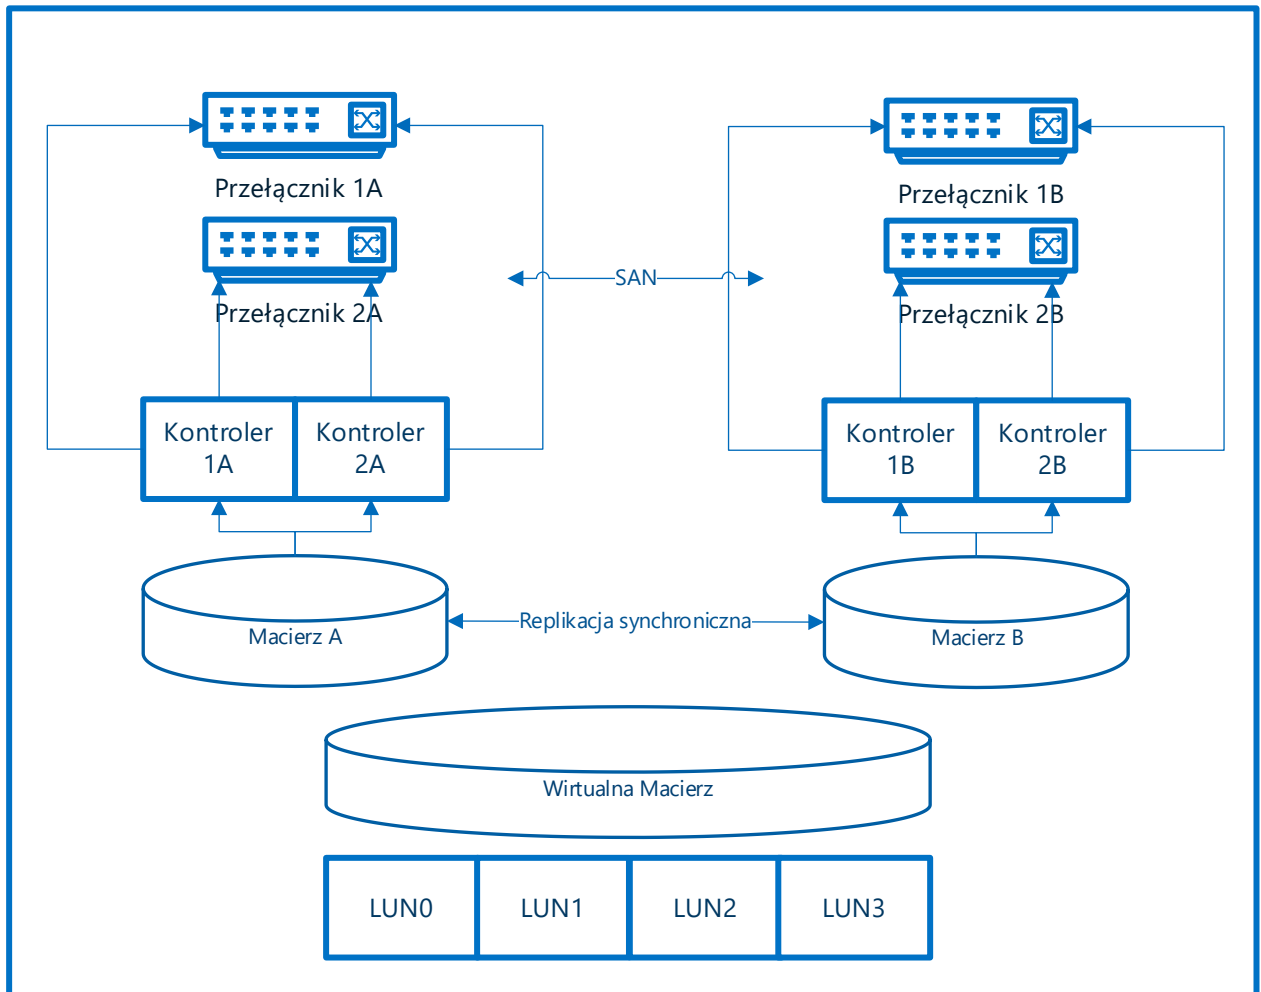 Przełącznik 1A
Przełącznik 1B
SAN
Przełącznik 2A
Przełącznik 2B
Kontroler
1A
Kontroler
2A
Kontroler
1B
Kontroler
2B
Replikacja synchroniczna
Macierz A
Macierz B
Wirtualna Macierz
LUN0
LUN1
LUN2
LUN3